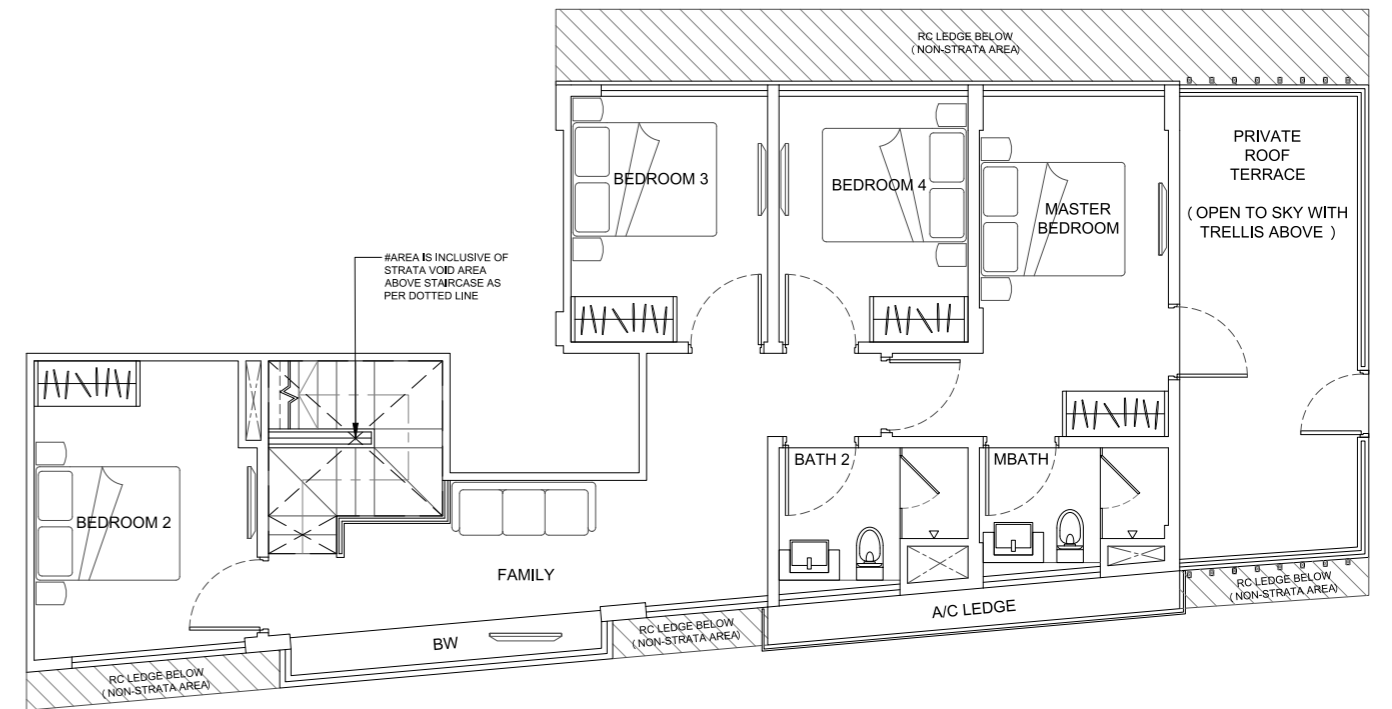 RC LEDGE BELOW
( NON-STRATA AREA)
PRIVATE
ROOF
TERRACE
( OPEN TO SKY WITH
TRELLIS ABOVE )
BEDROOM 3
BEDROOM 4
MASTER
BEDROOM
#AREA IS INCLUSIVE OF
STRATA VOID AREA
ABOVE STAIRCASE AS
PER DOTTED LINE
BATH 2
MBATH
BEDROOM 2
FAMILY
RC LEDGE BELOW
( NON-STRATA AREA)
A/C LEDGE
RC LEDGE BELOW
( NON-STRATA AREA)
BW
RC LEDGE BELOW
( NON-STRATA AREA)